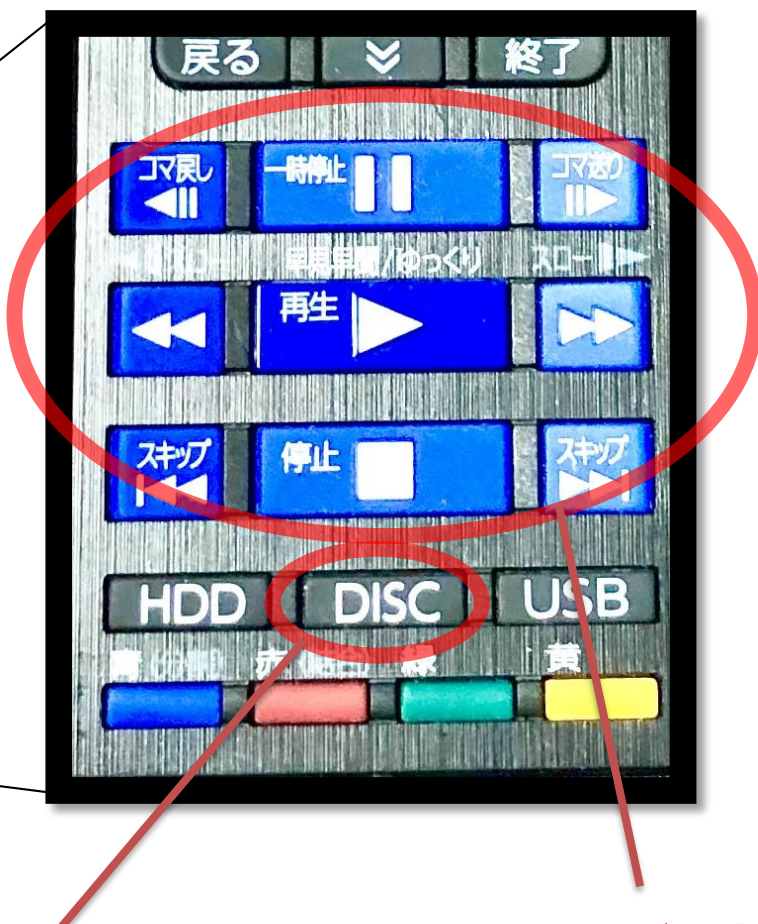 戻る 終了
コマ戻し 一時停止 コマ送り
早見早聞/ゆっくり スロー
再生
スキップ 停止 スキップ
HDD DISC USB
青 赤 緑 黄